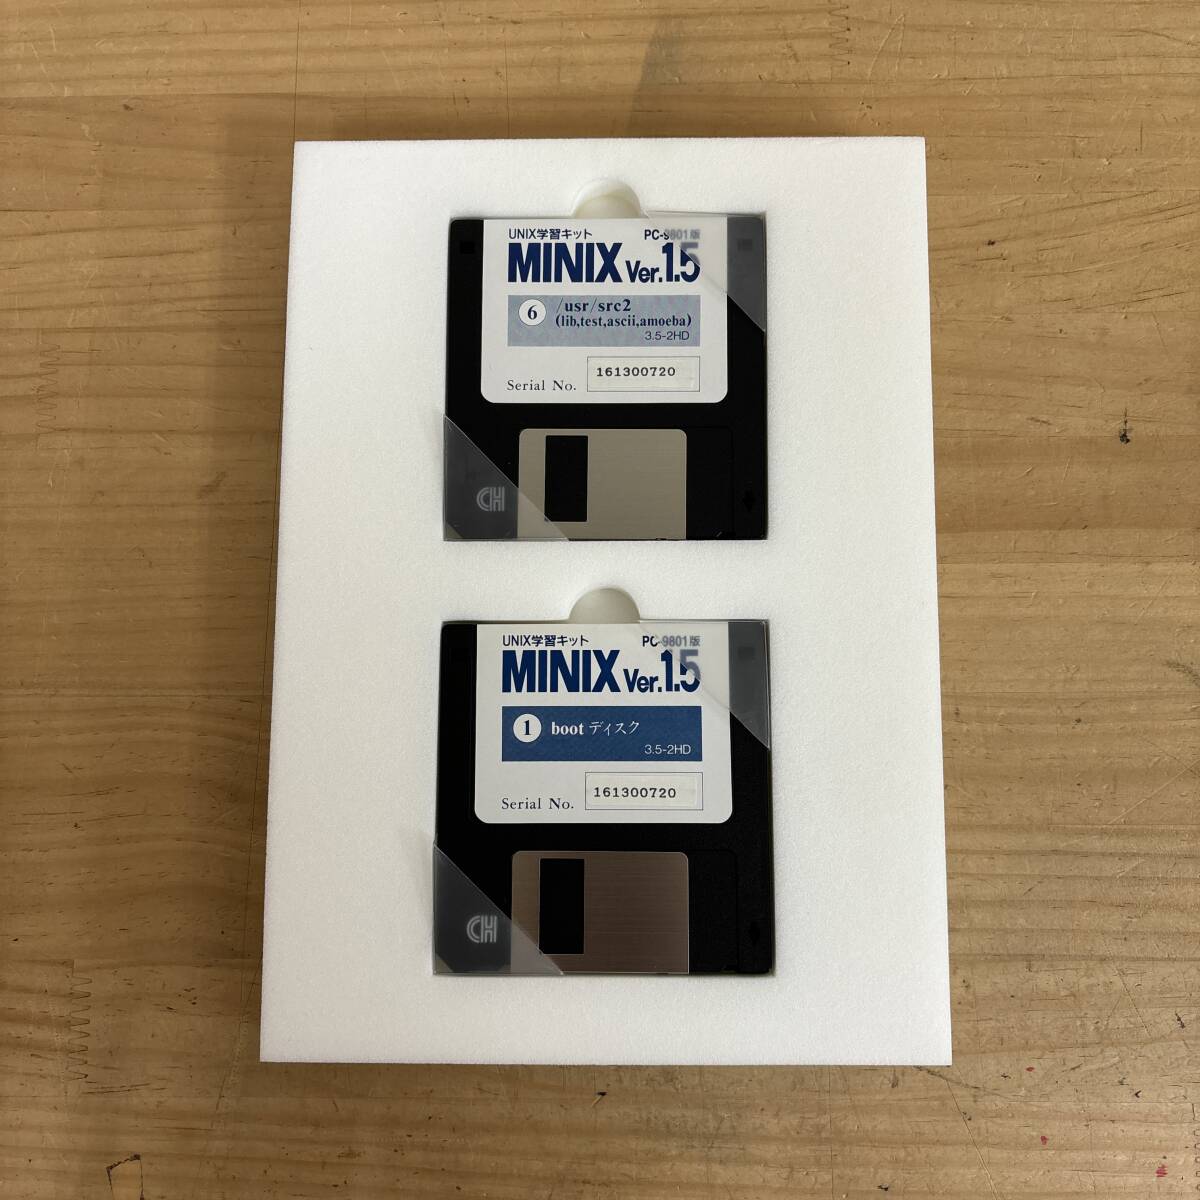 UNIX学習キット PC-9801版
MINIX Ver.1.5
6 /usr/src2
(lib,test,ascii,amoeba)
3.5-2HD
Serial No. 161300720
CH
UNIX学習キット PC-9801版
MINIX Ver.1.5
1 boot ディスク
3.5-2HD
Serial No. 161300720
CH